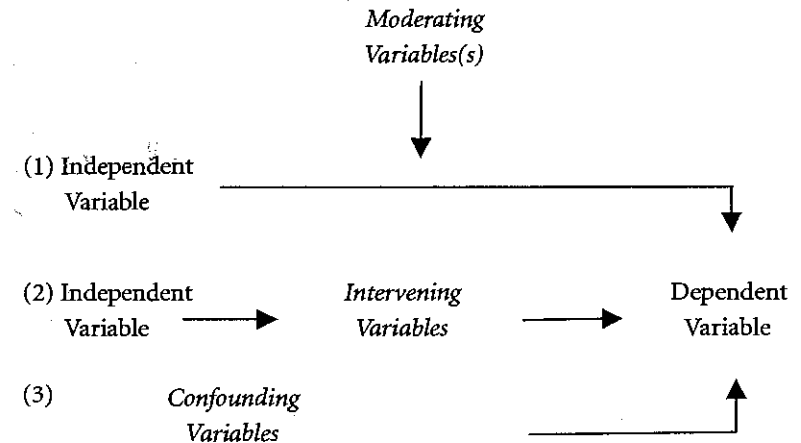 Moderating
Variables(s)
(1) Independent
Variable
(2) Independent
Variable
Intervening
Variables
Dependent
Variable
(3)
Confounding
Variables